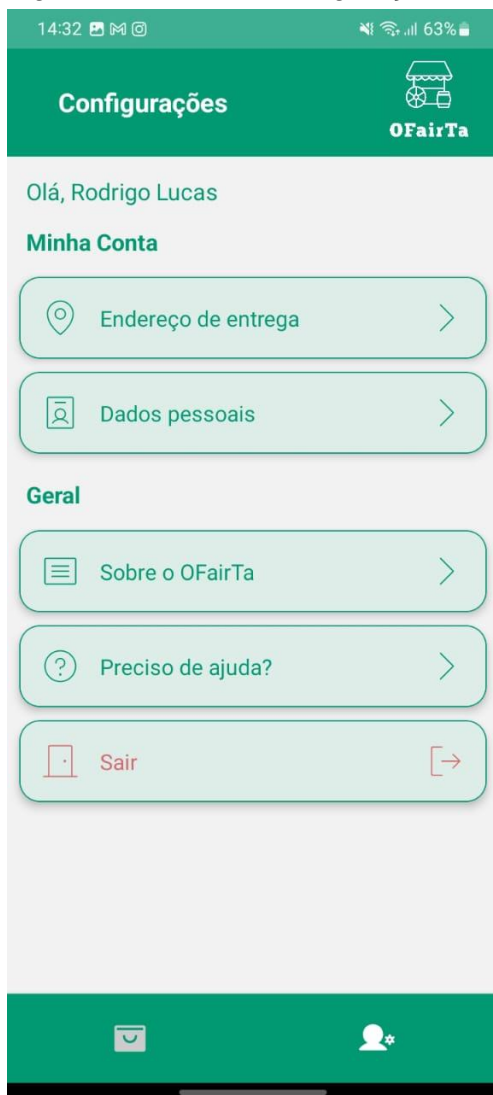 14:32
63%
Configurações
OFairTa
Olá, Rodrigo Lucas
Minha Conta
Endereço de entrega
Dados pessoais
Geral
Sobre o OFairTa
Preciso de ajuda?
Sair